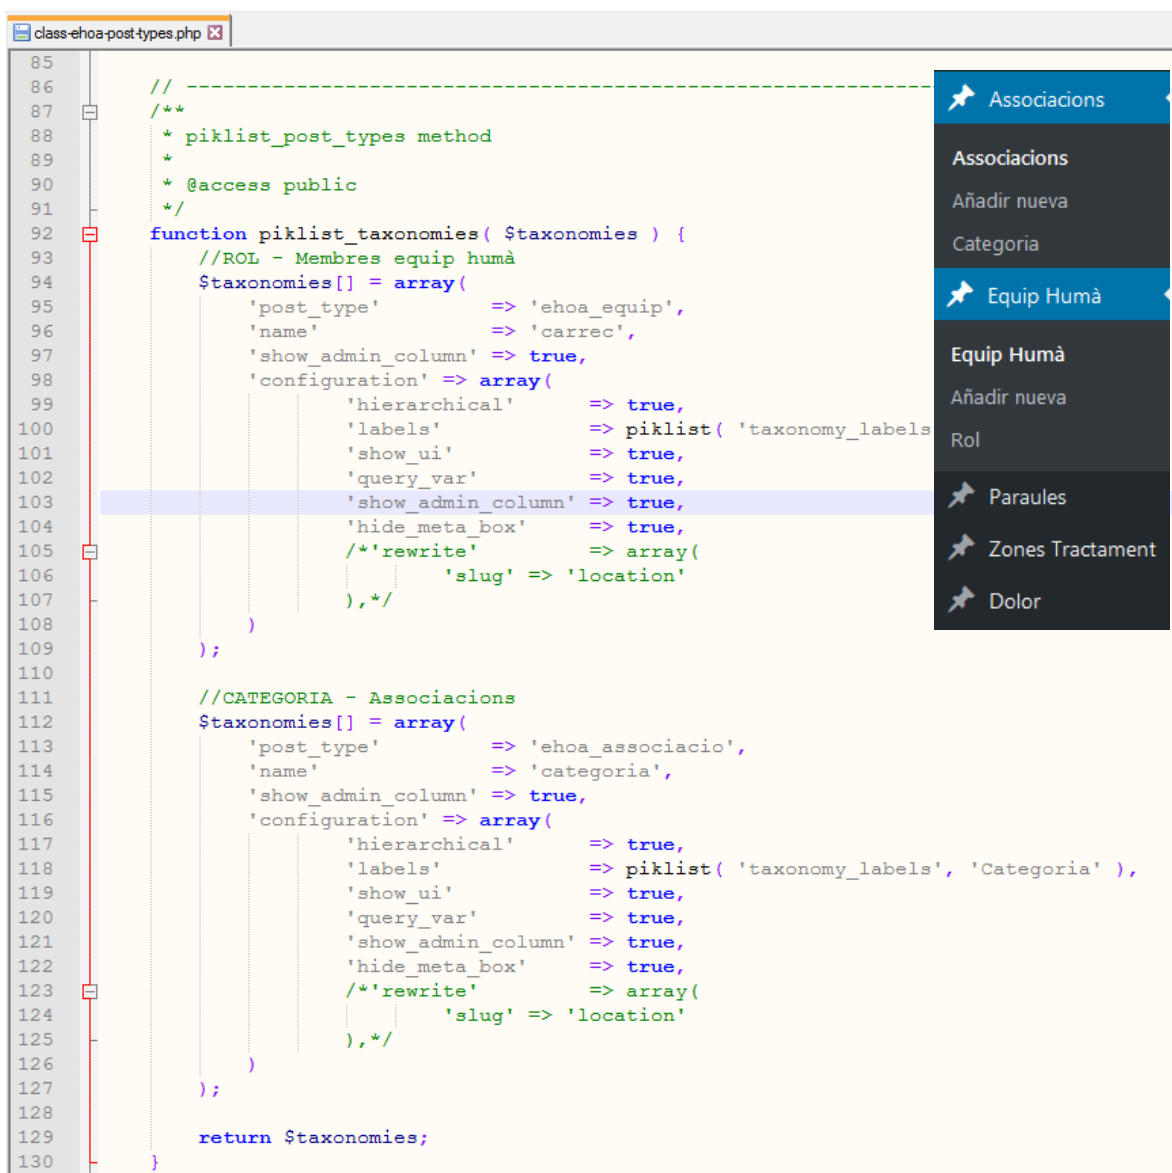 class-ehoa-post-types.php
85
86 // -------------------------------------------------------------
87 /**
88 * piklist_post_types method
89 *
90 * @access public
91 */
92 function piklist_taxonomies( $taxonomies ) {
93 //ROL - Membres equip humà
94 $taxonomies[] = array(
95 'post_type' => 'ehoa_equip',
96 'name' => 'carrec',
97 'show_admin_column' => true,
98 'configuration' => array(
99 'hierarchical' => true,
100 'labels' => piklist( 'taxonomy_labels
101 'show_ui' => true,
102 'query_var' => true,
103 'show_admin_column' => true,
104 'hide_meta_box' => true,
105 /*'rewrite' => array(
106 'slug' => 'location'
107 ),*/
108 )
109 );
110
111 //CATEGORIA - Associacions
112 $taxonomies[] = array(
113 'post_type' => 'ehoa_associacio',
114 'name' => 'categoria',
115 'show_admin_column' => true,
116 'configuration' => array(
117 'hierarchical' => true,
118 'labels' => piklist( 'taxonomy_labels', 'Categoria' ),
119 'show_ui' => true,
120 'query_var' => true,
121 'show_admin_column' => true,
122 'hide_meta_box' => true,
123 /*'rewrite' => array(
124 'slug' => 'location'
125 ),*/
126 )
127 );
128
129 return $taxonomies;
130 }
Associacions
Associacions
Añadir nueva
Categoria
Equip Humà
Equip Humà
Añadir nueva
Rol
Paraules
Zones Tractament
Dolor